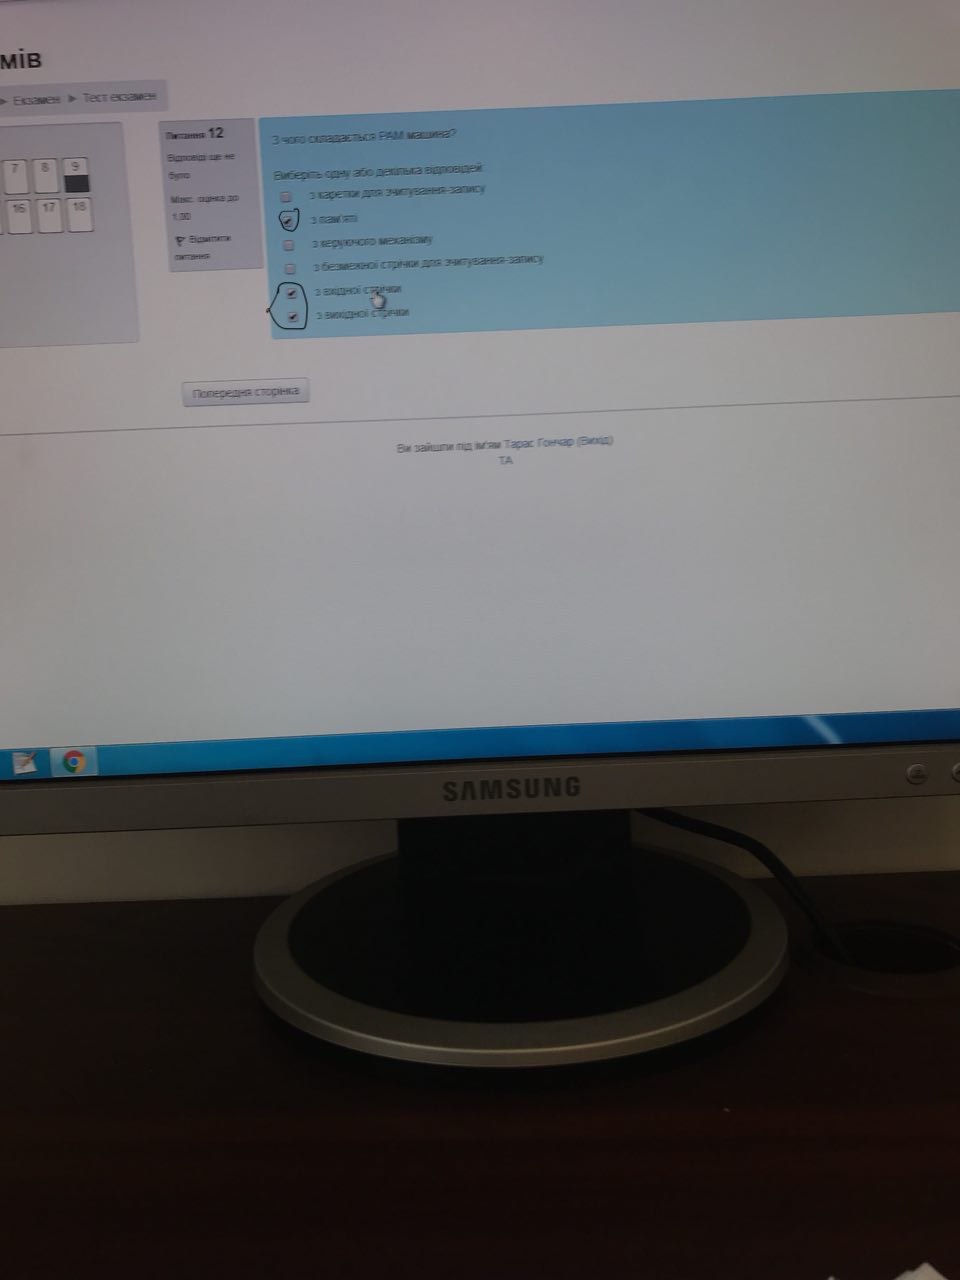 мів
Екзамен ► Тест екзамен
7 8 9
16 17 18
Питання 12
Відповіді ще не
було
Макс. оцінка до
1,00
Відмітити
питання
З чого складається РАМ машина?
Виберіть одну або декілька відповідей:
з каретки для зчитування-запису
з пам'яті
з керуючого механізму
з безмежної стрічки для зчитування-запису
з вхідної стрічки
з вихідної стрічки
Попередня сторінка
Ви зайшли під ім'ям Тарас Гончар (Вихід)
ТА
SAMSUNG